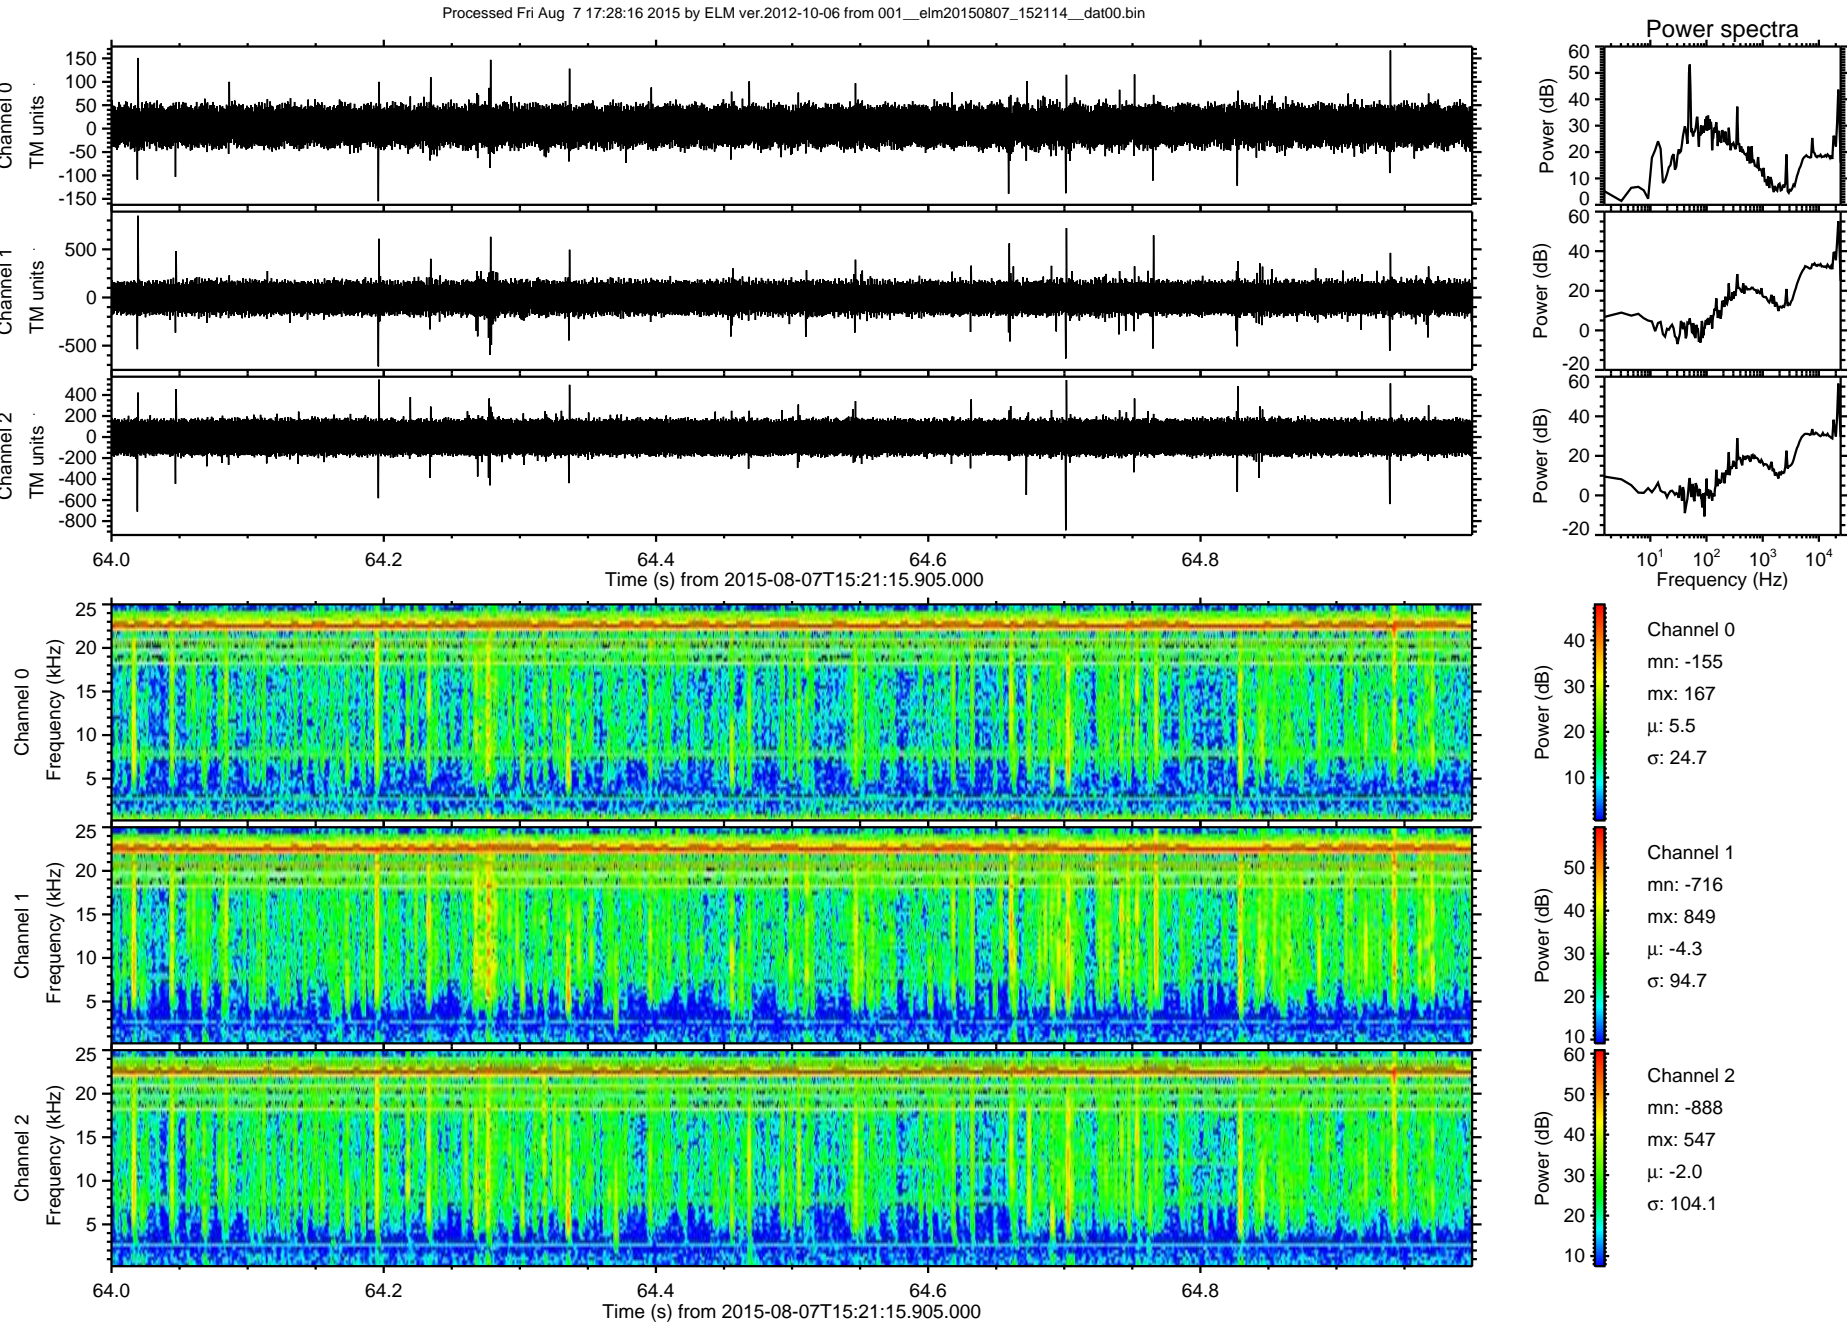 Processed Fri Aug 7 17:28:16 2015 by ELM ver.2012-10-06 from 001__elm20150807_152114__dat00.bin
Power spectra
Channel 0
TM units
150
100
50
0
-50
-100
-150
Power (dB)
60
50
40
30
20
10
0
Channel 1
TM units
500
0
-500
Power (dB)
60
40
20
0
-20
Channel 2
TM units
400
200
0
-200
-400
-600
-800
Power (dB)
60
40
20
0
-20
64.0 64.2 64.4 64.6 64.8
Time (s) from 2015-08-07T15:21:15.905.000
10¹ 10² 10³ 10⁴
Frequency (Hz)
Channel 0
Frequency (kHz)
25
20
15
10
5
Power (dB)
40
30
20
10
Channel 0
mn: -155
mx: 167
μ: 5.5
σ: 24.7
Channel 1
Frequency (kHz)
25
20
15
10
5
Power (dB)
50
40
30
20
10
Channel 1
mn: -716
mx: 849
μ: -4.3
σ: 94.7
Channel 2
Frequency (kHz)
25
20
15
10
5
Power (dB)
60
50
40
30
20
10
Channel 2
mn: -888
mx: 547
μ: -2.0
σ: 104.1
64.0 64.2 64.4 64.6 64.8
Time (s) from 2015-08-07T15:21:15.905.000